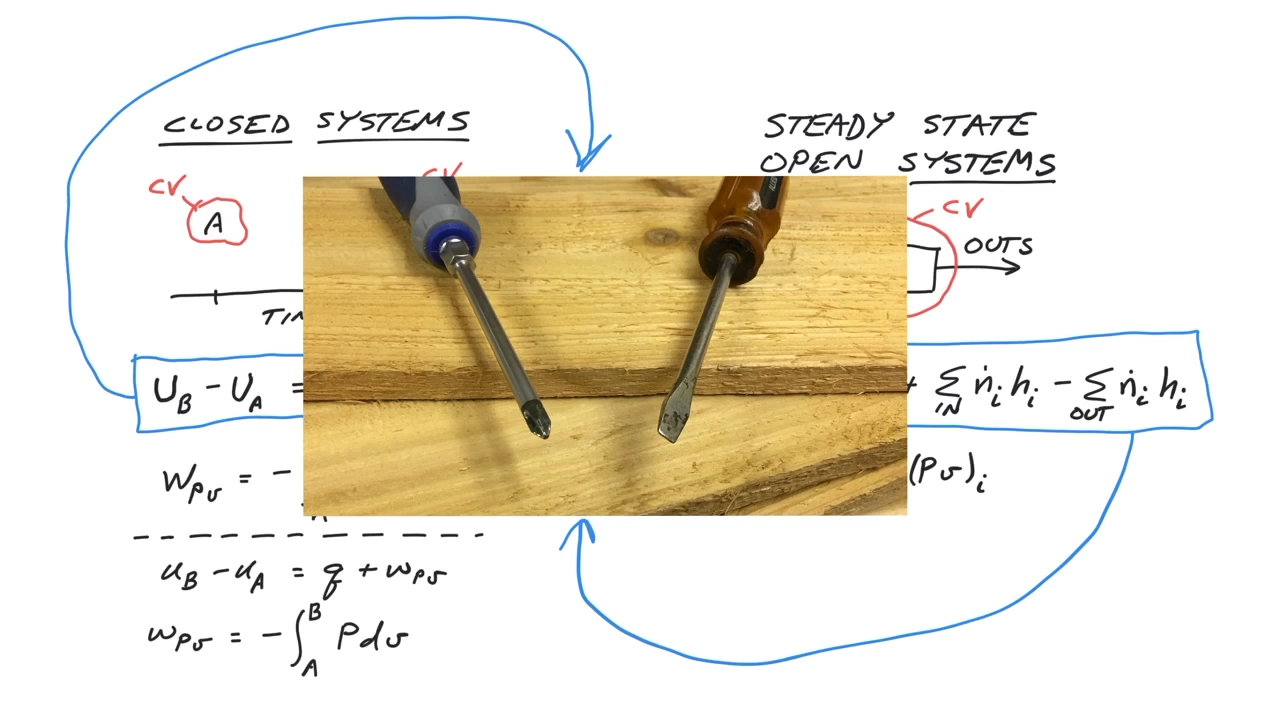 CLOSED SYSTEMS
CV
A
CV
U_B - U_A =
W_Pv = -
A
u_B - u_A = q + w_Pv
w_Pv = - ∫_A^B P dv
STEADY STATE
OPEN SYSTEMS
CV
OUTS
+ Σ_IN ṅ_i h_i - Σ_OUT ṅ_i h_i
(Pv)_i